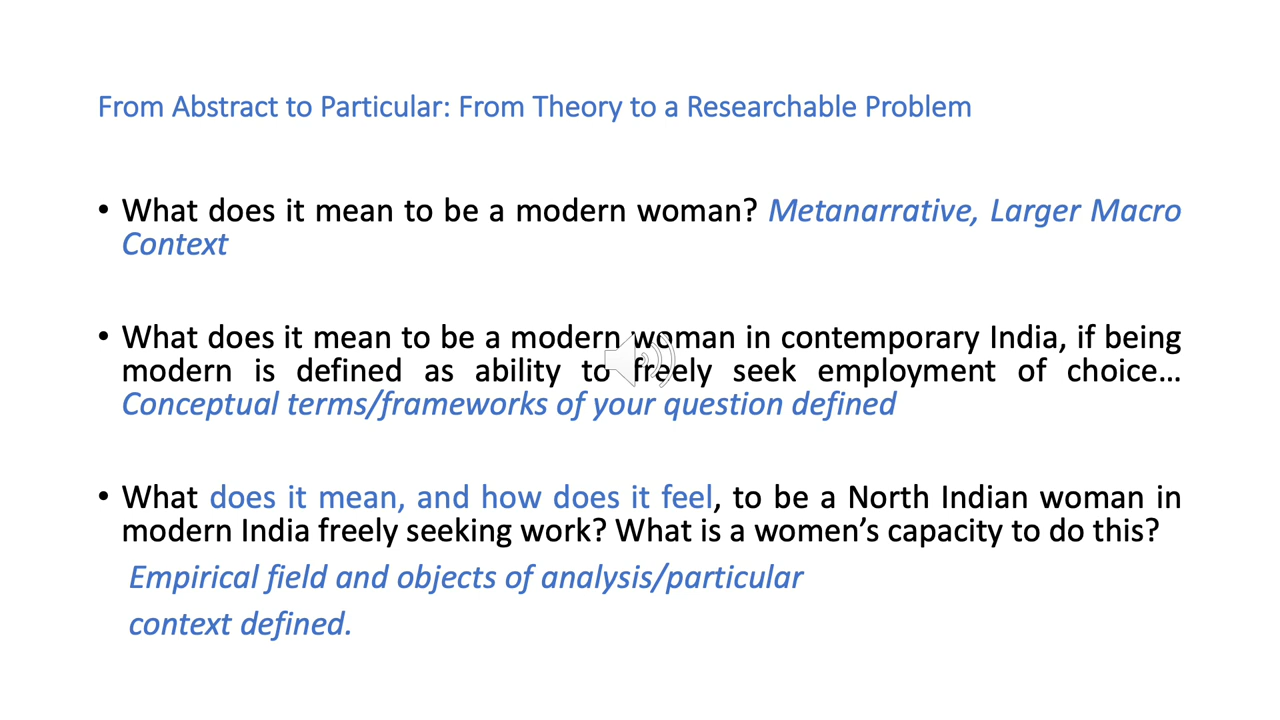 From Abstract to Particular: From Theory to a Researchable Problem
• What does it mean to be a modern woman? Metanarrative, Larger Macro
Context
• What does it mean to be a modern woman in contemporary India, if being
modern is defined as ability to freely seek employment of choice…
Conceptual terms/frameworks of your question defined
• What does it mean, and how does it feel, to be a North Indian woman in
modern India freely seeking work? What is a women’s capacity to do this?
Empirical field and objects of analysis/particular
context defined.